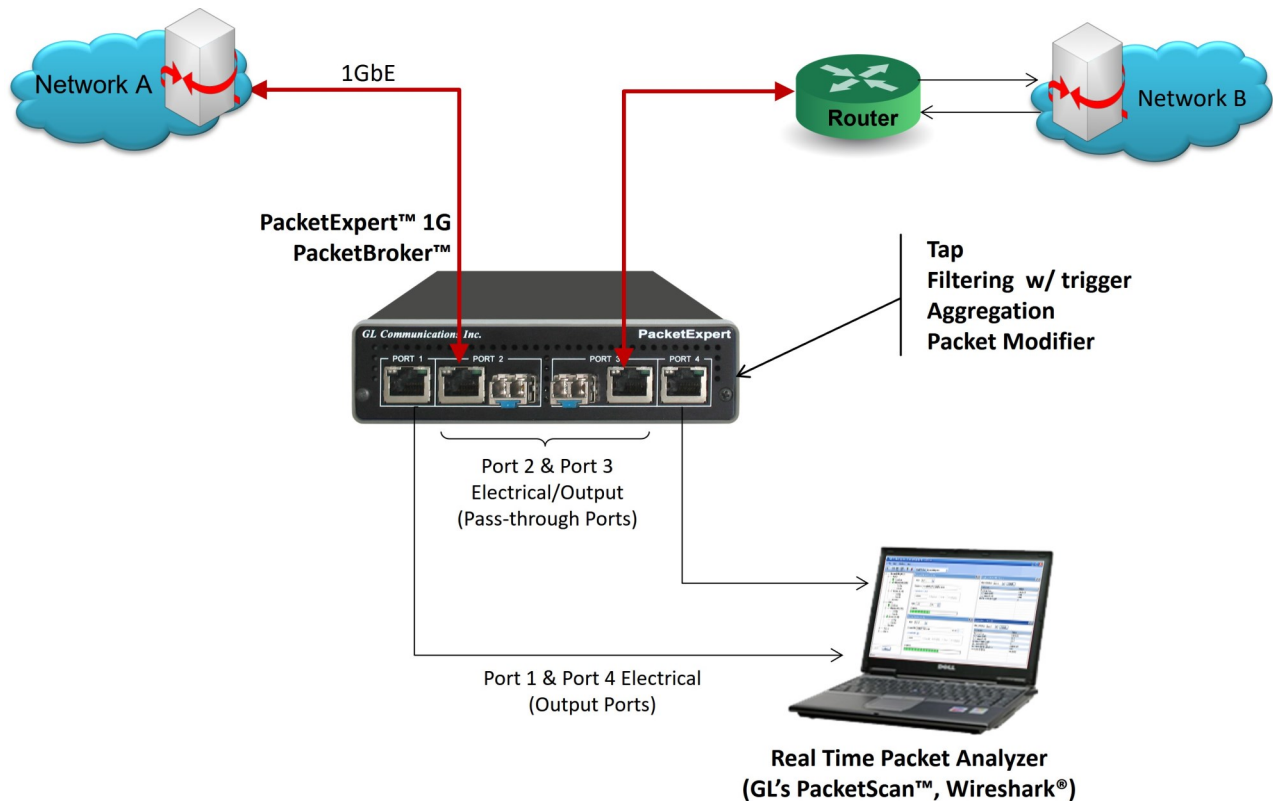 Network A
1GbE
Router
Network B
PacketExpert™ 1G
PacketBroker™
Tap
Filtering w/ trigger
Aggregation
Packet Modifier
GL Communications Inc.
PacketExpert
PORT 1
PORT 2
PORT 3
PORT 4
Port 2 & Port 3
Electrical/Output
(Pass-through Ports)
Port 1 & Port 4 Electrical
(Output Ports)
DELL
Real Time Packet Analyzer
(GL's PacketScan™, Wireshark®)